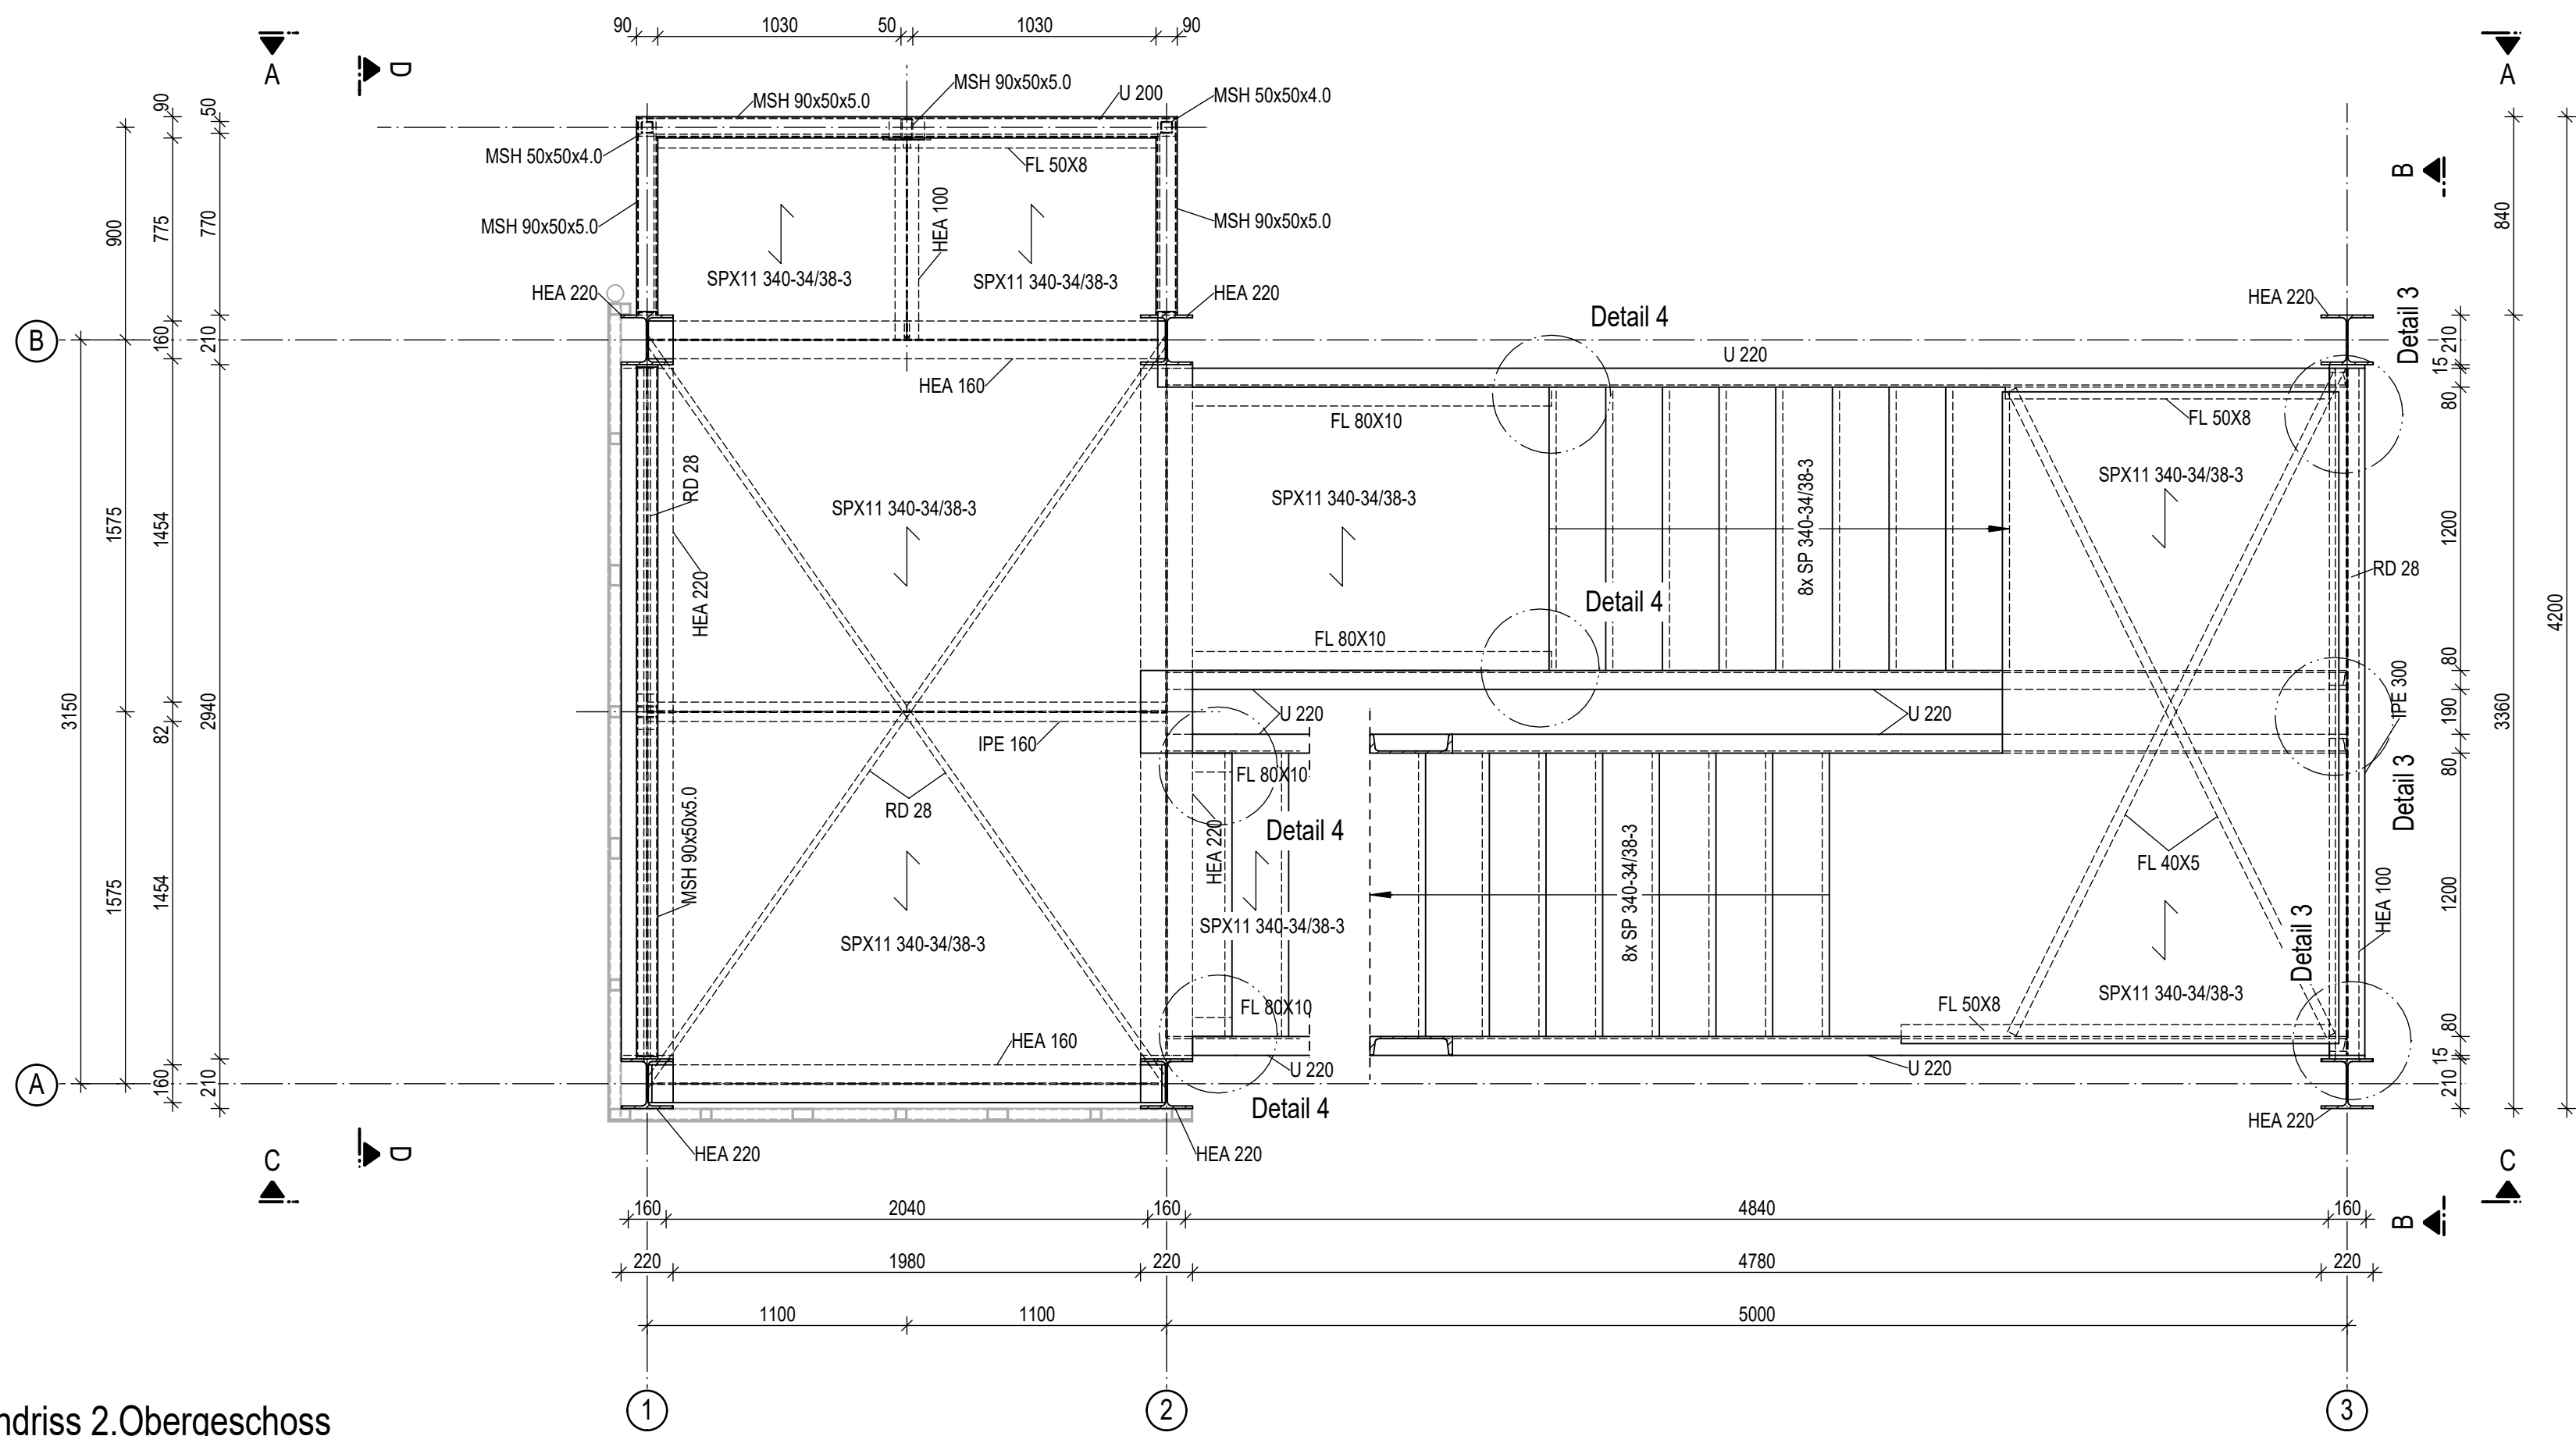 90
1030
50
1030
90
A
D
A
MSH 90x50x5.0
MSH 90x50x5.0
U 200
MSH 50x50x4.0
MSH 50x50x4.0
FL 50X8
MSH 90x50x5.0
HEA 100
MSH 90x50x5.0
B
SPX11 340-34/38-3
SPX11 340-34/38-3
HEA 220
HEA 220
HEA 220
Detail 4
Detail 3
B
U 220
HEA 160
FL 80X10
FL 50X8
RD 28
SPX11 340-34/38-3
SPX11 340-34/38-3
8x SP 340-34/38-3
SPX11 340-34/38-3
HEA 220
Detail 4
RD 28
FL 80X10
IPE 300
U 220
U 220
IPE 160
FL 80X10
Detail 3
RD 28
Detail 4
HEA 220
MSH 90x50x5.0
8x SP 340-34/38-3
FL 40X5
HEA 100
SPX11 340-34/38-3
SPX11 340-34/38-3
Detail 3
SPX11 340-34/38-3
FL 80X10
FL 50X8
HEA 160
U 220
U 220
A
Detail 4
HEA 220
HEA 220
HEA 220
C
D
C
B
90
50
900
775
770
160
210
1575
1454
3150
82
2940
1575
1454
160
210
840
210
15
80
1200
4200
80
190
3360
80
1200
80
15
210
160
2040
160
4840
160
220
1980
220
4780
220
1100
1100
5000
1
2
3
ndriss 2.Obergeschoss